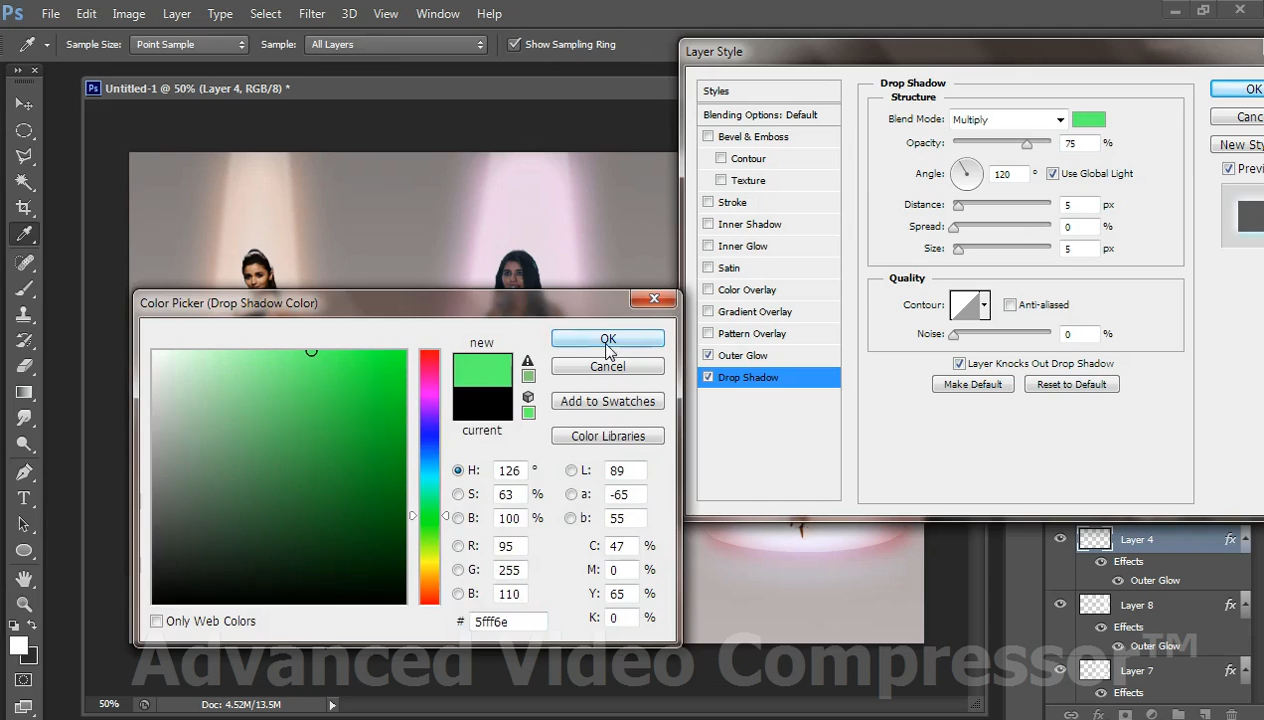 Ps File Edit Image Layer Type Select Filter 3D View Window Help
Sample Size: Point Sample Sample: All Layers Show Sampling Ring
Layer Style
Ps Untitled-1 @ 50% (Layer 4, RGB/8) *
Styles
Blending Options: Default
Bevel & Emboss
Contour
Texture
Stroke
Inner Shadow
Inner Glow
Satin
Color Overlay
Gradient Overlay
Pattern Overlay
Outer Glow
Drop Shadow
Drop Shadow
Structure
Blend Mode: Multiply
Opacity: 75 %
Angle: 120 ° Use Global Light
Distance: 5 px
Spread: 0 %
Size: 5 px
Quality
Contour: Anti-aliased
Noise: 0 %
Layer Knocks Out Drop Shadow
Make Default Reset to Default
OK
Canc
New Sty
Previ
Color Picker (Drop Shadow Color)
new
current
OK
Cancel
Add to Swatches
Color Libraries
H: 126 ° L: 89
S: 63 % a: -65
B: 100 % b: 55
R: 95 C: 47 %
G: 255 M: 0 %
B: 110 Y: 65 %
# 5fff6e K: 0 %
Only Web Colors
Layer 4 fx
Effects
Outer Glow
Layer 8 fx
Effects
Outer Glow
Layer 7 fx
Effects
fx
T
Advanced Video Compressor™
50% Doc: 4.52M/13.5M